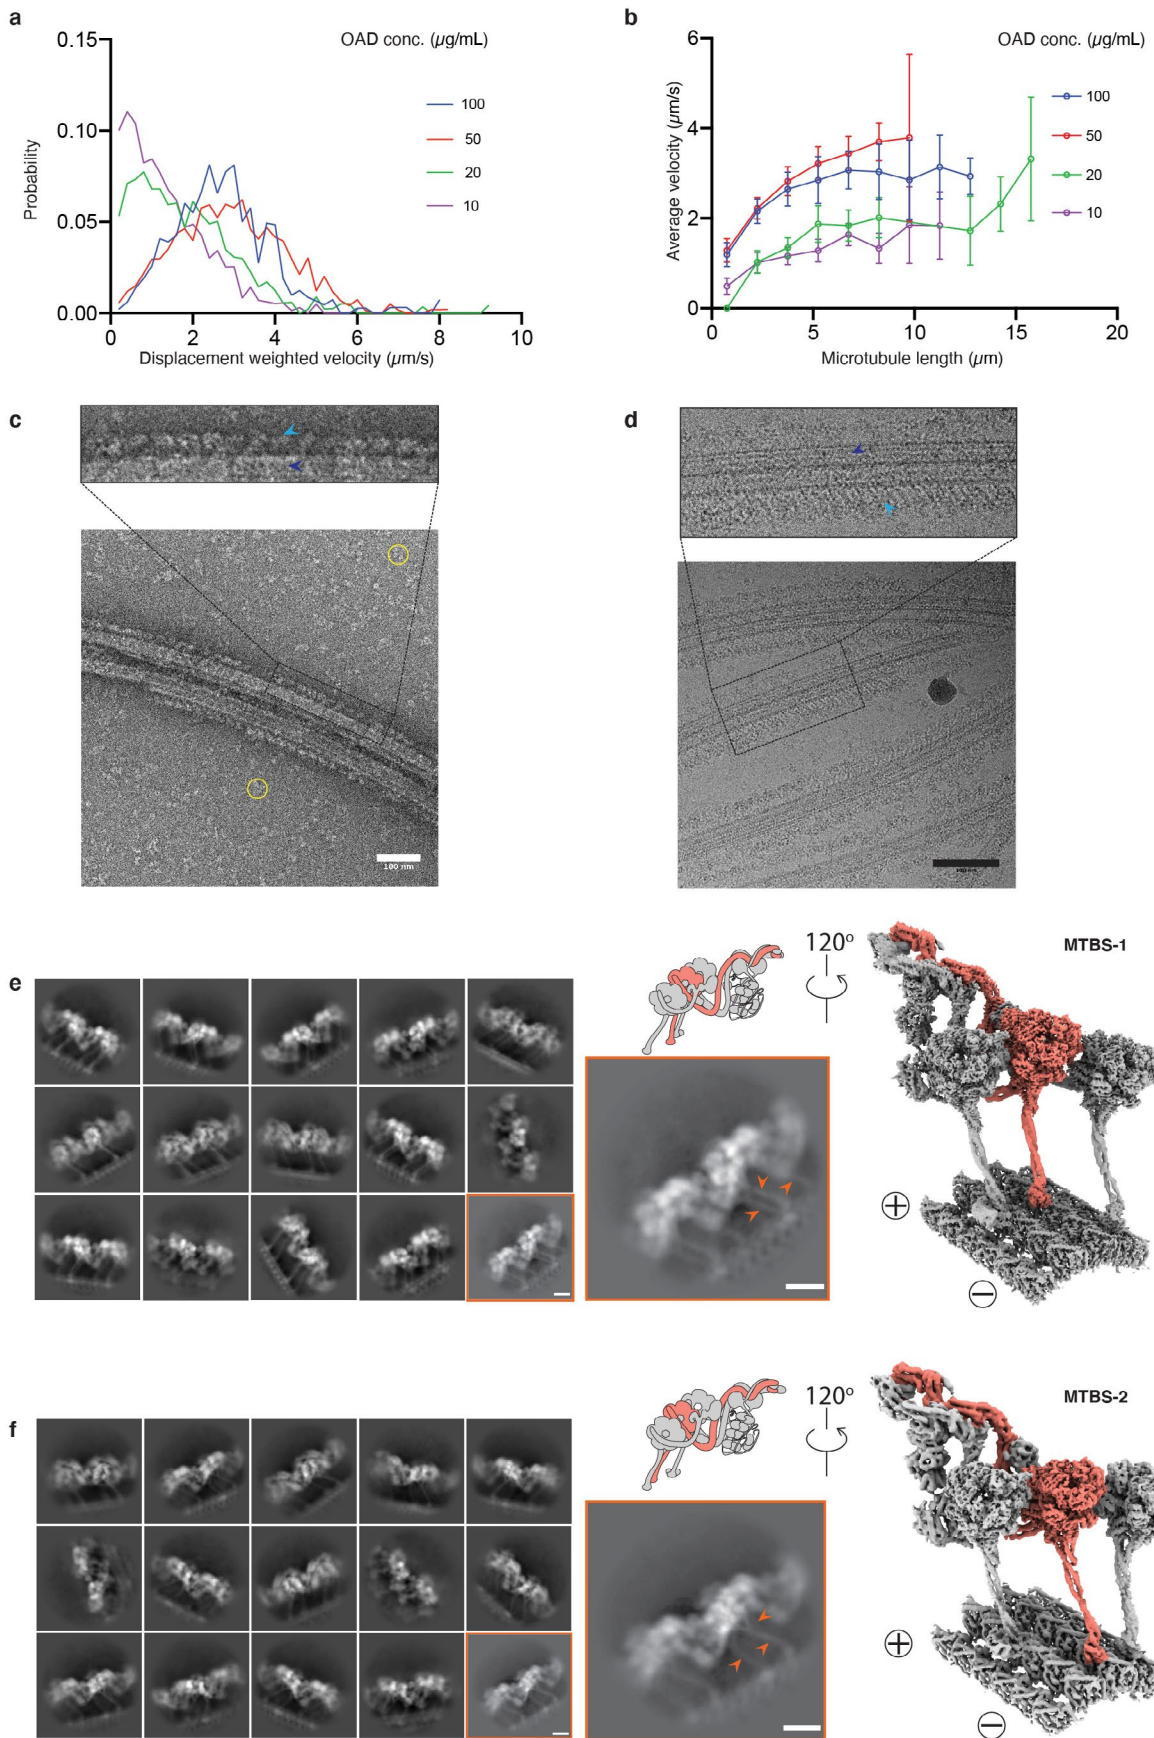 a
0.15
0.10
0.05
0.00
Probability
OAD conc. (µg/mL)
100
50
20
10
0 2 4 6 8 10
Displacement weighted velocity (µm/s)
b
6
4
2
0
Average velocity (µm/s)
OAD conc. (µg/mL)
100
50
20
10
0 5 10 15 20
Microtubule length (µm)
c
100 nm
d
100 nm
e
120°
MTBS-1
+
−
f
120°
MTBS-2
+
−